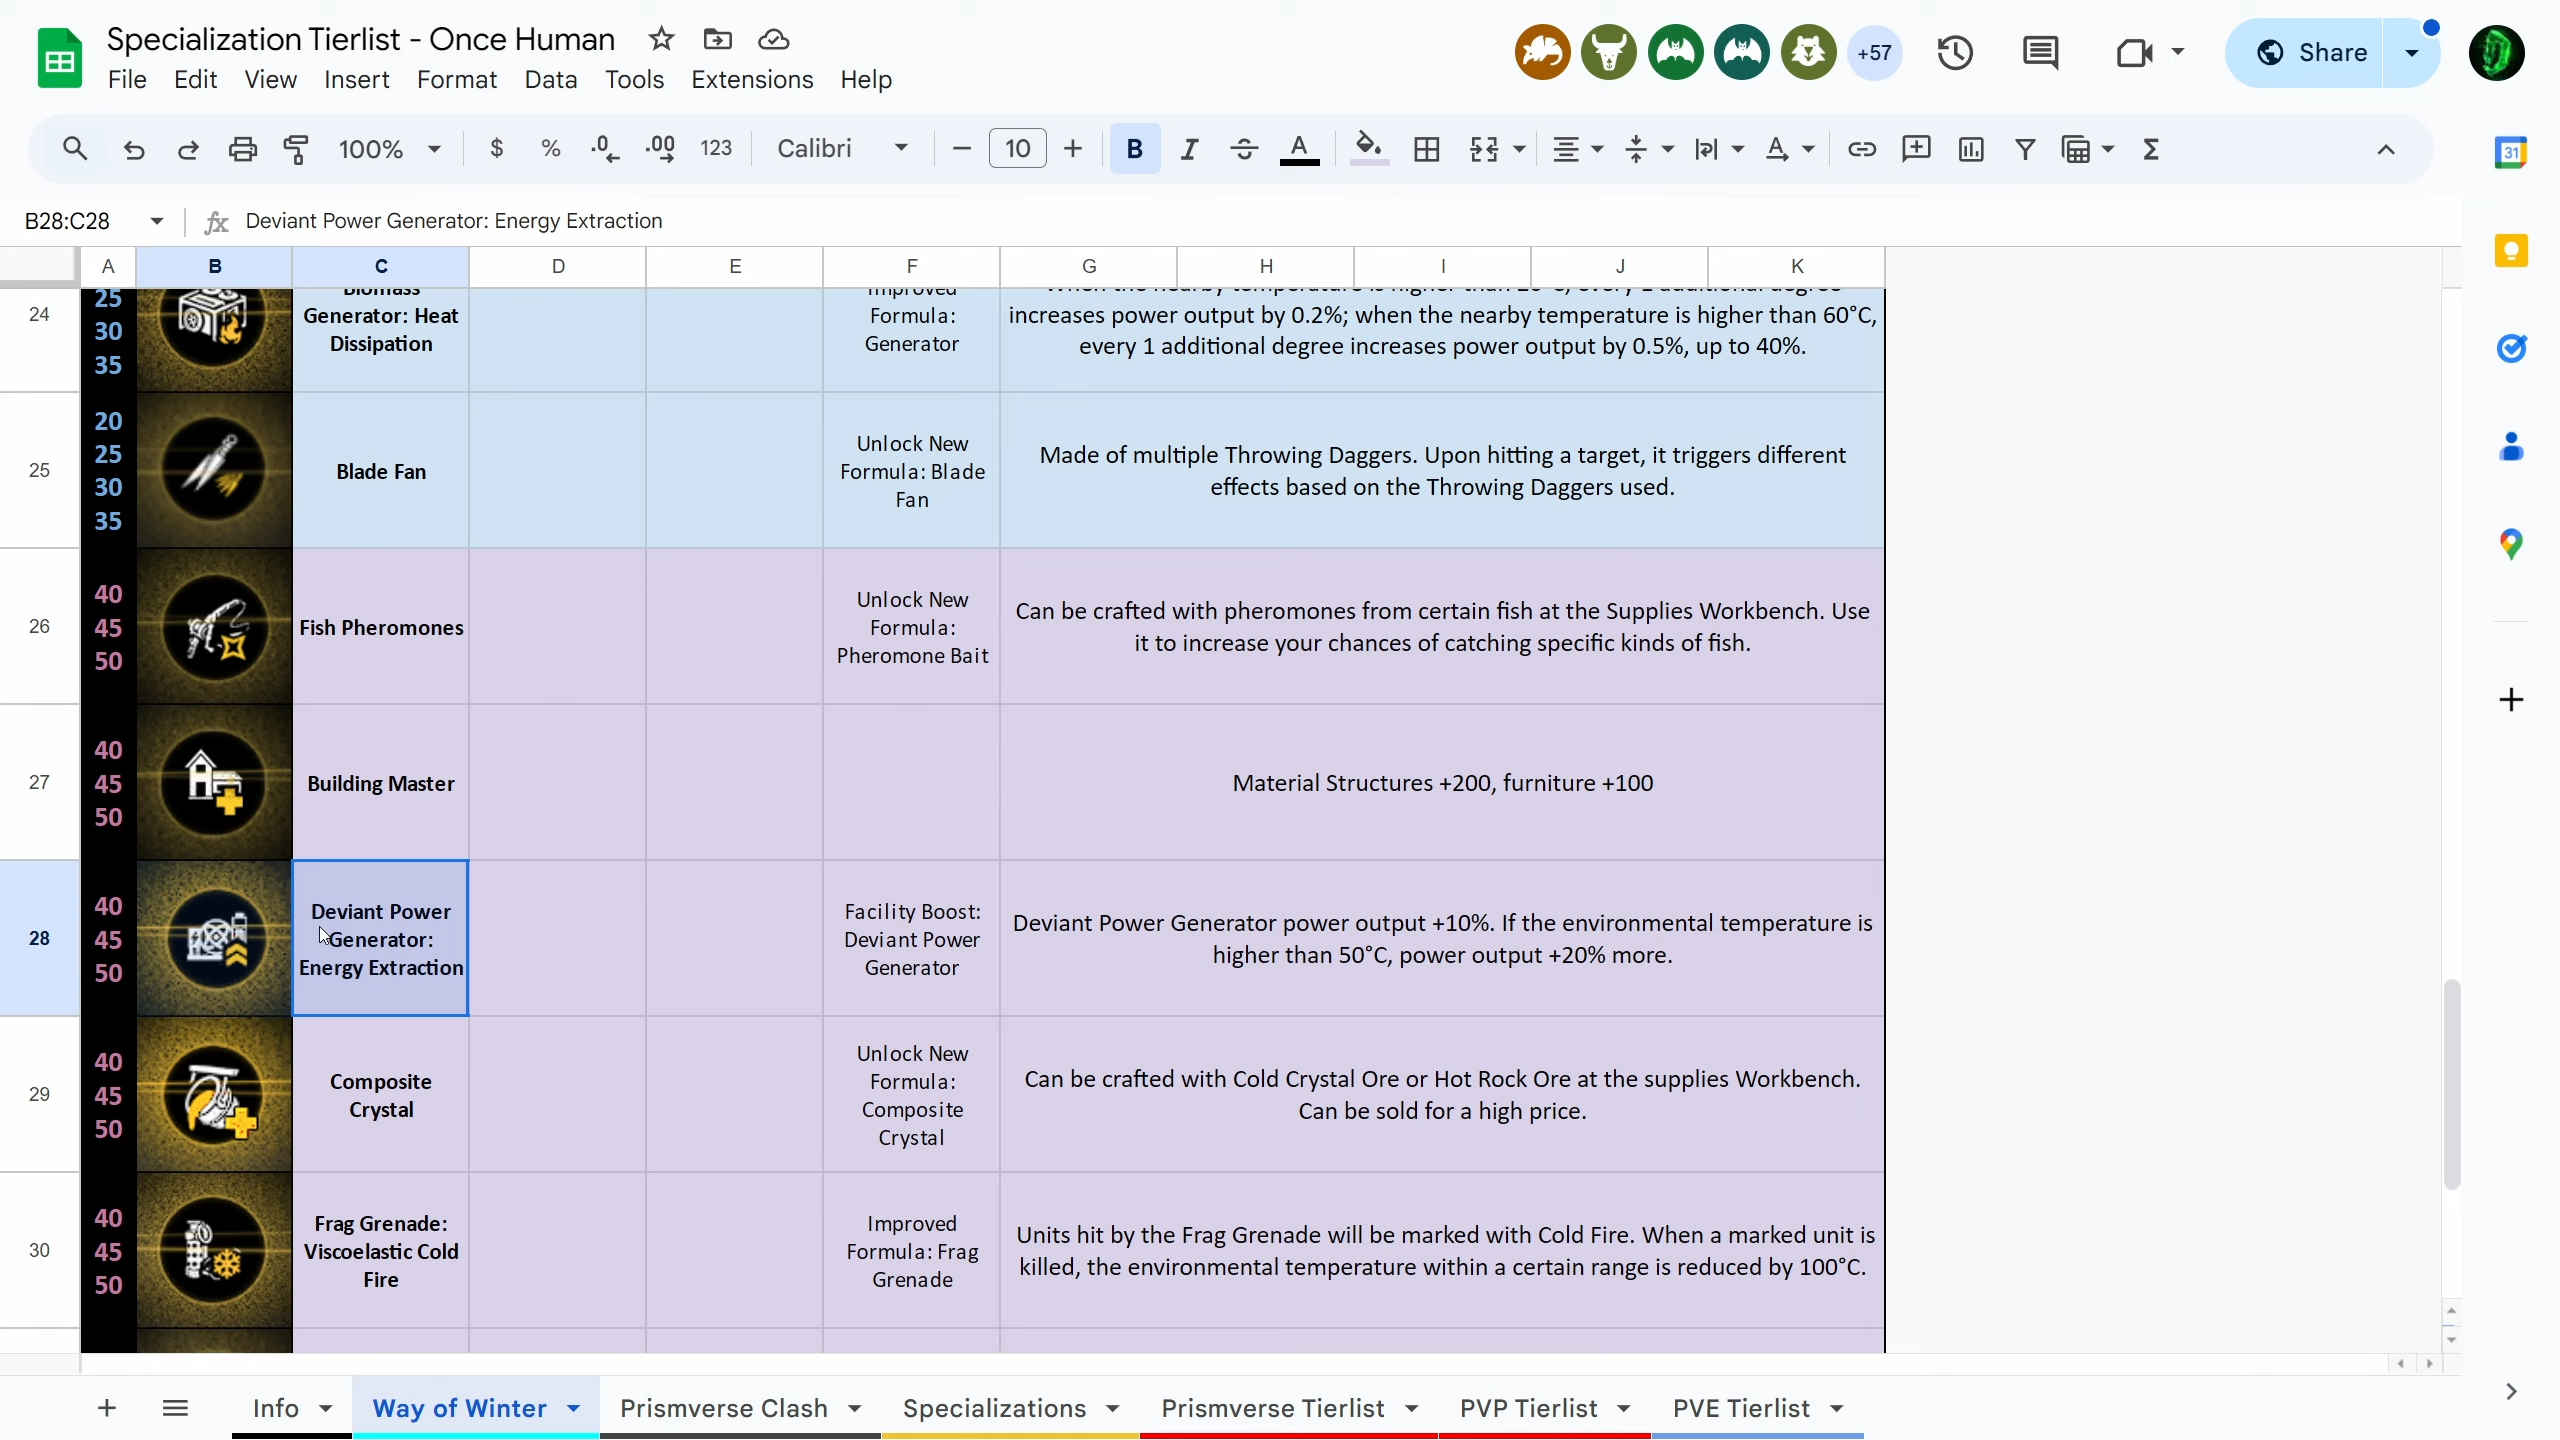 Specialization Tierlist - Once Human
+57
Share
File Edit View Insert Format Data Tools Extensions Help
100% $ % .0 .00 123 Calibri 10 B I A A Σ
31
B28:C28 fx Deviant Power Generator: Energy Extraction
A B C D E F G H I J K
24
25
30
35
Generator: Heat
Dissipation
Formula:
Generator
increases power output by 0.2%; when the nearby temperature is higher than 60°C,
every 1 additional degree increases power output by 0.5%, up to 40%.
25
20
25
30
35
Blade Fan
Unlock New
Formula: Blade
Fan
Made of multiple Throwing Daggers. Upon hitting a target, it triggers different
effects based on the Throwing Daggers used.
26
40
45
50
Fish Pheromones
Unlock New
Formula:
Pheromone Bait
Can be crafted with pheromones from certain fish at the Supplies Workbench. Use
it to increase your chances of catching specific kinds of fish.
27
40
45
50
Building Master
Material Structures +200, furniture +100
28
40
45
50
Deviant Power
Generator:
Energy Extraction
Facility Boost:
Deviant Power
Generator
Deviant Power Generator power output +10%. If the environmental temperature is
higher than 50°C, power output +20% more.
29
40
45
50
Composite
Crystal
Unlock New
Formula:
Composite
Crystal
Can be crafted with Cold Crystal Ore or Hot Rock Ore at the supplies Workbench.
Can be sold for a high price.
30
40
45
50
Frag Grenade:
Viscoelastic Cold
Fire
Improved
Formula: Frag
Grenade
Units hit by the Frag Grenade will be marked with Cold Fire. When a marked unit is
killed, the environmental temperature within a certain range is reduced by 100°C.
Info Way of Winter Prismverse Clash Specializations Prismverse Tierlist PVP Tierlist PVE Tierlist